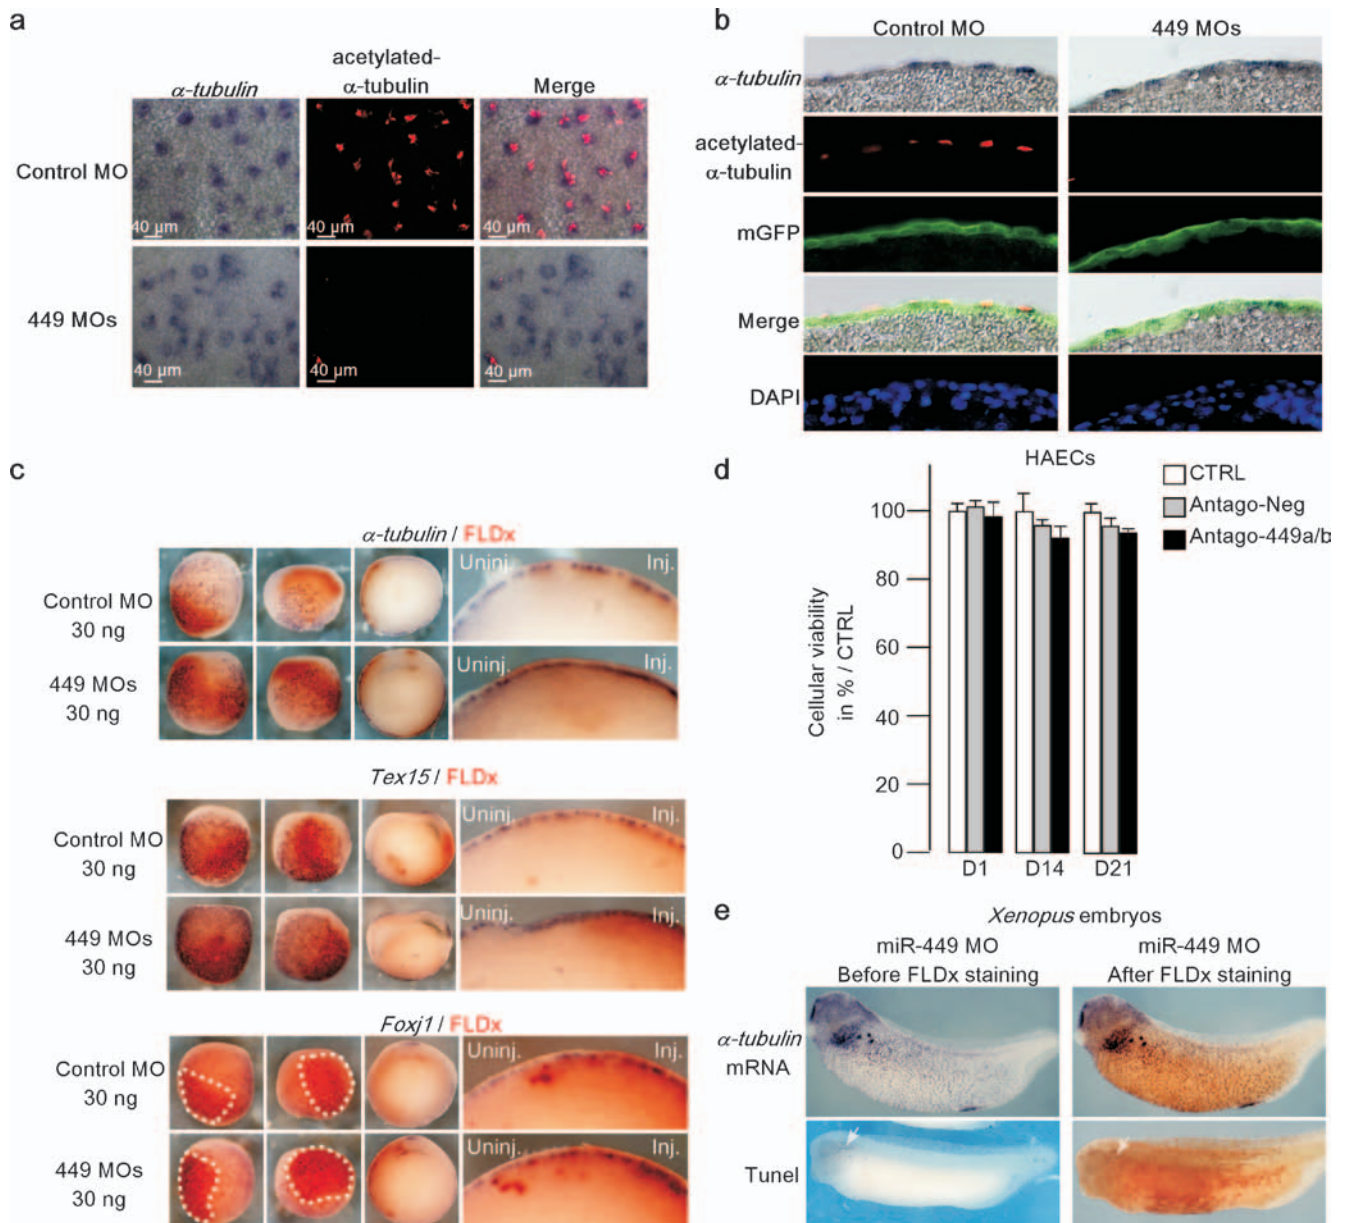 a
α-tubulin
acetylated-
α-tubulin
Merge
Control MO
40 µm
40 µm
40 µm
449 MOs
40 µm
40 µm
40 µm
b
Control MO
449 MOs
α-tubulin
acetylated-
α-tubulin
mGFP
Merge
DAPI
c
α-tubulin / FLDx
Control MO
30 ng
Uninj.
Inj.
449 MOs
30 ng
Uninj.
Inj.
Tex15 / FLDx
Control MO
30 ng
Uninj.
Inj.
449 MOs
30 ng
Uninj.
Inj.
Foxj1 / FLDx
Control MO
30 ng
Uninj.
Inj.
449 MOs
30 ng
Uninj.
Inj.
d
HAECs
CTRL
Antago-Neg
Antago-449a/b
Cellular viability
in % / CTRL
100
80
60
40
20
0
D1
D14
D21
e
Xenopus embryos
miR-449 MO
Before FLDx staining
miR-449 MO
After FLDx staining
α-tubulin
mRNA
Tunel